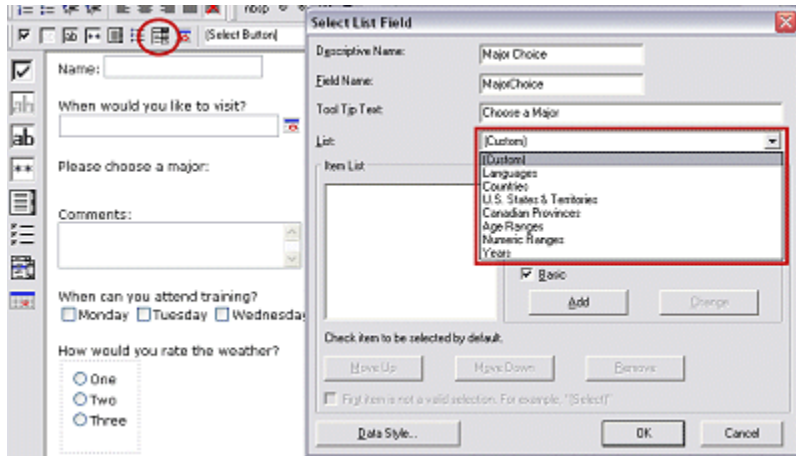 nbsp
(Select Button)
Name:
When would you like to visit?
Please choose a major:
Comments:
When can you attend training?
Monday Tuesday Wednesday
How would you rate the weather?
One
Two
Three
Select List Field
Descriptive Name:
Major Choice
Field Name:
MajorChoice
Tool Tip Text:
Choose a Major
List:
(Custom)
(Custom)
Languages
Countries
U.S. States & Territories
Canadian Provinces
Age Ranges
Numeric Ranges
Years
Item List
Basic
Add Change
Check item to be selected by default.
Move Up Move Down Remove
First item is not a valid selection. For example, "(Select)"
Data Style... OK Cancel